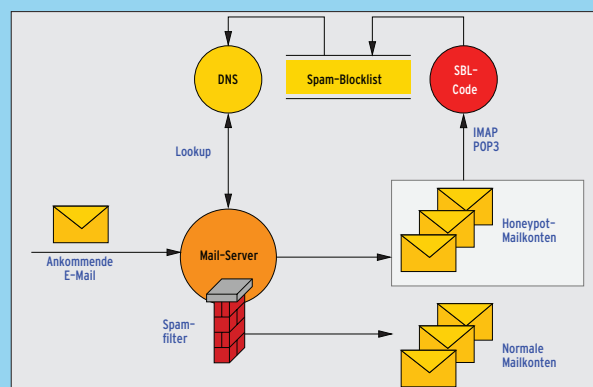 DNS
Spam-Blocklist
SBL-
Code
Lookup
IMAP
POP3
Ankommende
E-Mail
Mail-Server
Honeypot-
Mailkonten
Spam-
filter
Normale
Mailkonten